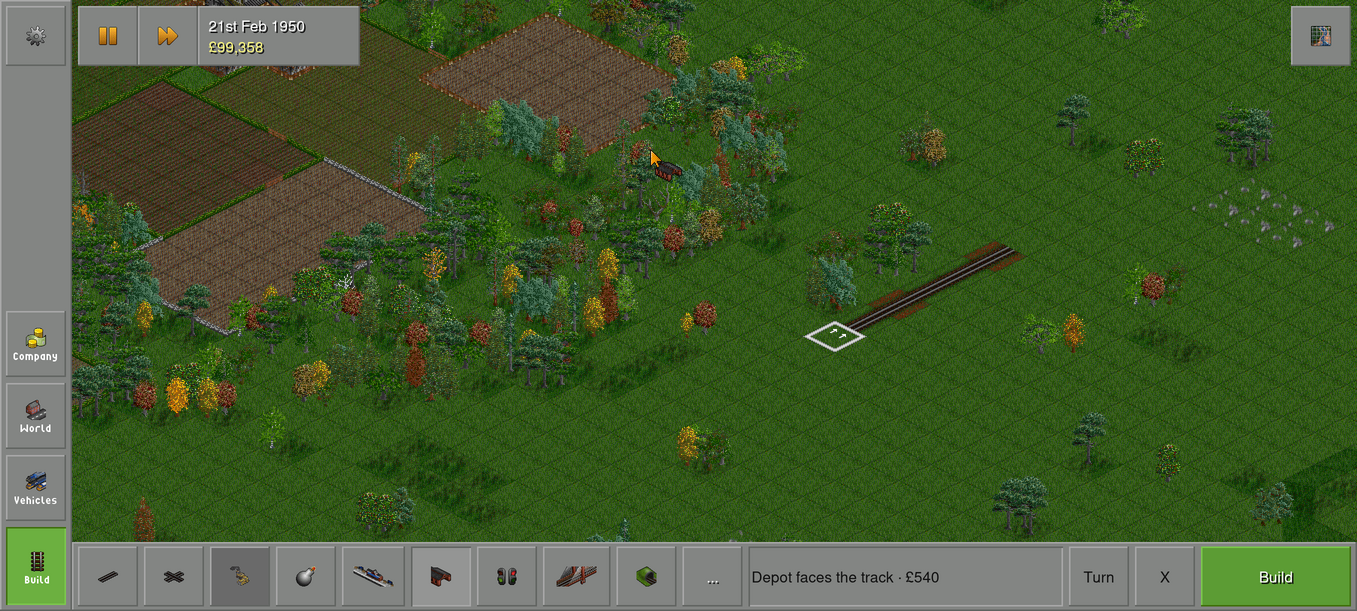 21st Feb 1950
£99,358
Company
World
Vehicles
Build
...
Depot faces the track · £540
Turn
X
Build